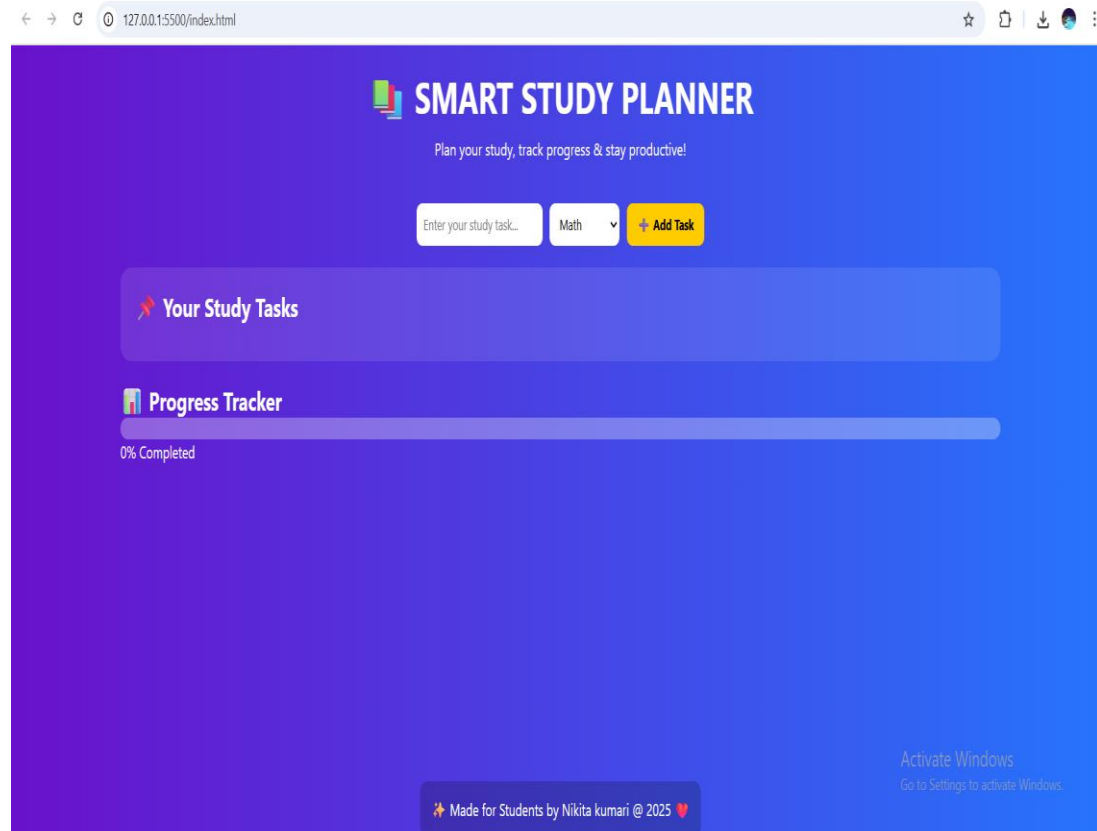 127.0.0.1:5500/index.html
📚 SMART STUDY PLANNER
Plan your study, track progress & stay productive!
Enter your study task... Math ➕ Add Task
📌 Your Study Tasks
📊 Progress Tracker
0% Completed
Activate Windows
Go to Settings to activate Windows.
✨ Made for Students by Nikita kumari @ 2025 ❤️